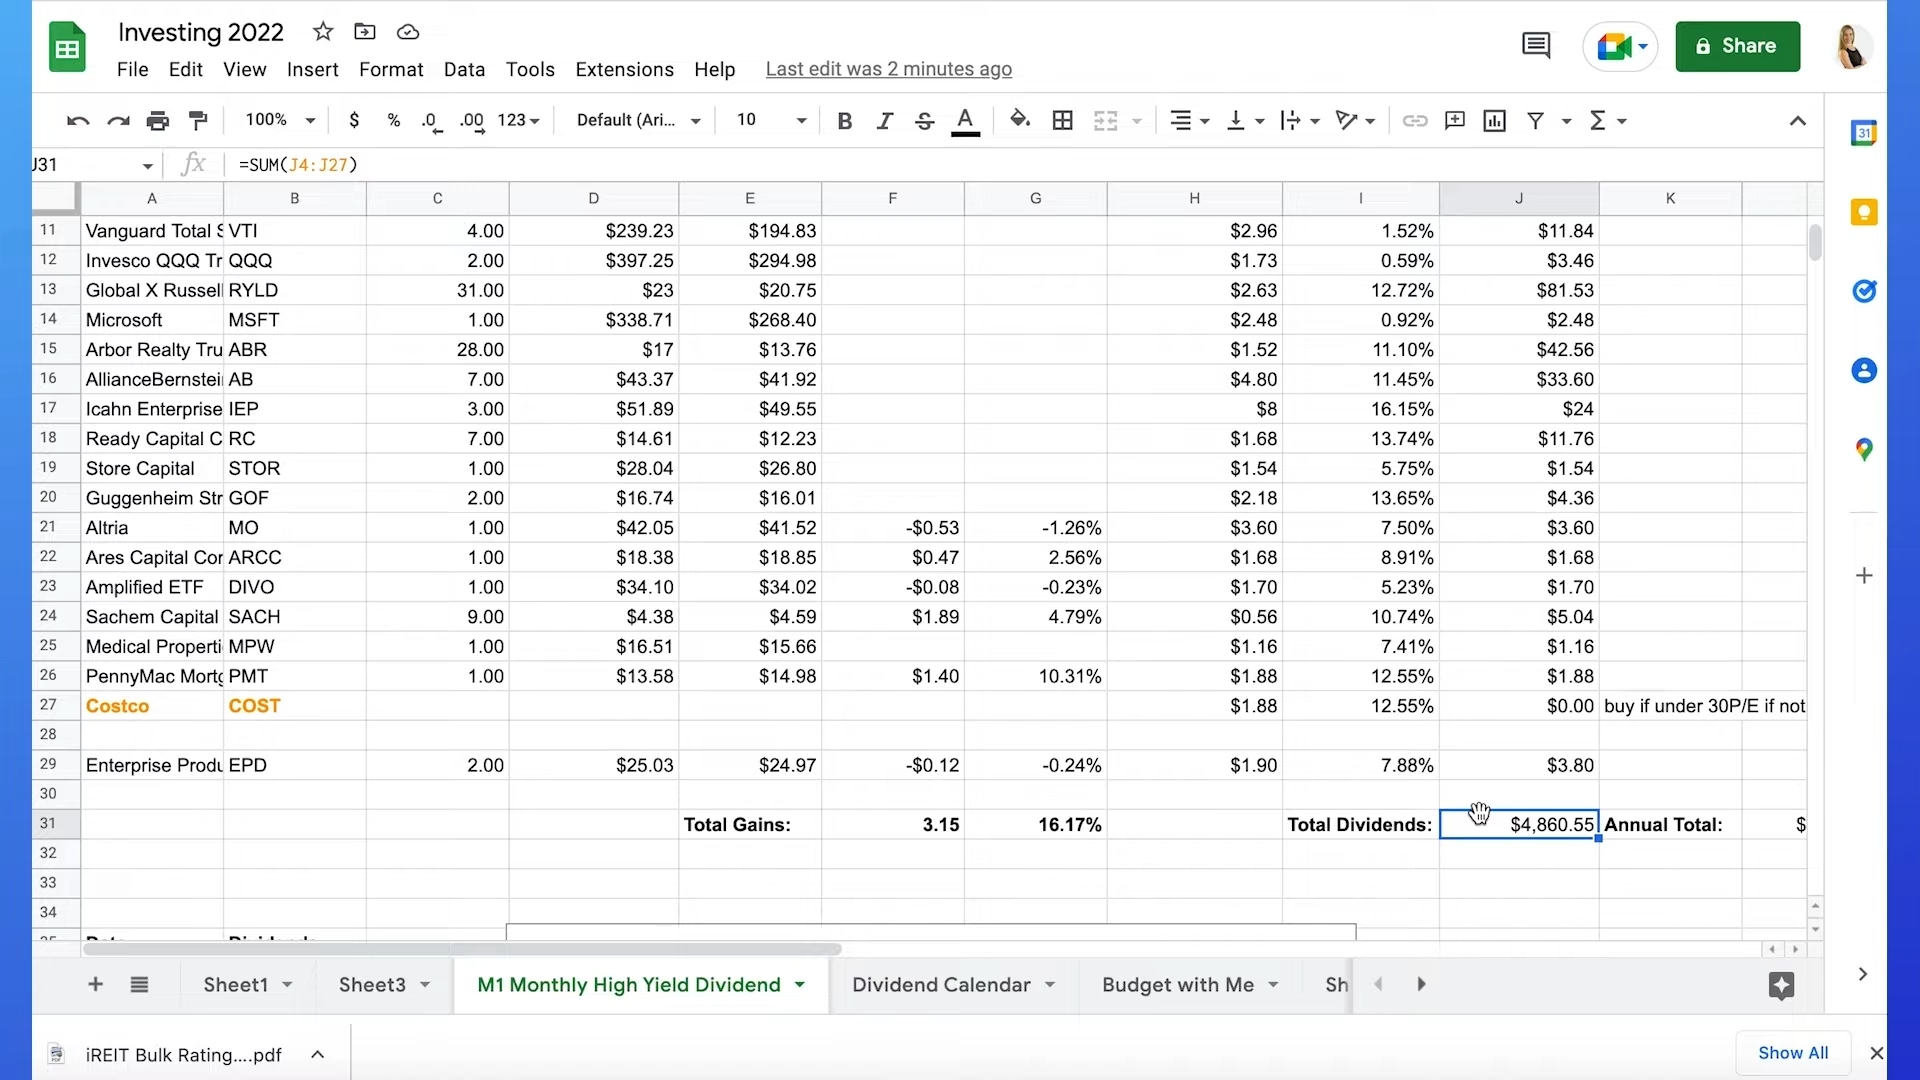 Investing 2022
File Edit View Insert Format Data Tools Extensions Help Last edit was 2 minutes ago
Share
100% $ % .0 .00 123 Default (Ari... 10 B I S A
31
J31 fx =SUM(J4:J27)
A B C D E F G H I J K
11 Vanguard Total S VTI 4.00 $239.23 $194.83 $2.96 1.52% $11.84
12 Invesco QQQ Tr QQQ 2.00 $397.25 $294.98 $1.73 0.59% $3.46
13 Global X Russel RYLD 31.00 $23 $20.75 $2.63 12.72% $81.53
14 Microsoft MSFT 1.00 $338.71 $268.40 $2.48 0.92% $2.48
15 Arbor Realty Tru ABR 28.00 $17 $13.76 $1.52 11.10% $42.56
16 AllianceBernstei AB 7.00 $43.37 $41.92 $4.80 11.45% $33.60
17 Icahn Enterprise IEP 3.00 $51.89 $49.55 $8 16.15% $24
18 Ready Capital C RC 7.00 $14.61 $12.23 $1.68 13.74% $11.76
19 Store Capital STOR 1.00 $28.04 $26.80 $1.54 5.75% $1.54
20 Guggenheim Str GOF 2.00 $16.74 $16.01 $2.18 13.65% $4.36
21 Altria MO 1.00 $42.05 $41.52 -$0.53 -1.26% $3.60 7.50% $3.60
22 Ares Capital Cor ARCC 1.00 $18.38 $18.85 $0.47 2.56% $1.68 8.91% $1.68
23 Amplified ETF DIVO 1.00 $34.10 $34.02 -$0.08 -0.23% $1.70 5.23% $1.70
24 Sachem Capital SACH 9.00 $4.38 $4.59 $1.89 4.79% $0.56 10.74% $5.04
25 Medical Properti MPW 1.00 $16.51 $15.66 $1.16 7.41% $1.16
26 PennyMac Mortg PMT 1.00 $13.58 $14.98 $1.40 10.31% $1.88 12.55% $1.88
27 Costco COST $1.88 12.55% $0.00 buy if under 30P/E if not
28
29 Enterprise Produ EPD 2.00 $25.03 $24.97 -$0.12 -0.24% $1.90 7.88% $3.80
30
31 Total Gains: 3.15 16.17% Total Dividends: $4,860.55 Annual Total: $
32
33
34
Sheet1 Sheet3 M1 Monthly High Yield Dividend Dividend Calendar Budget with Me Sh
iREIT Bulk Rating....pdf Show All